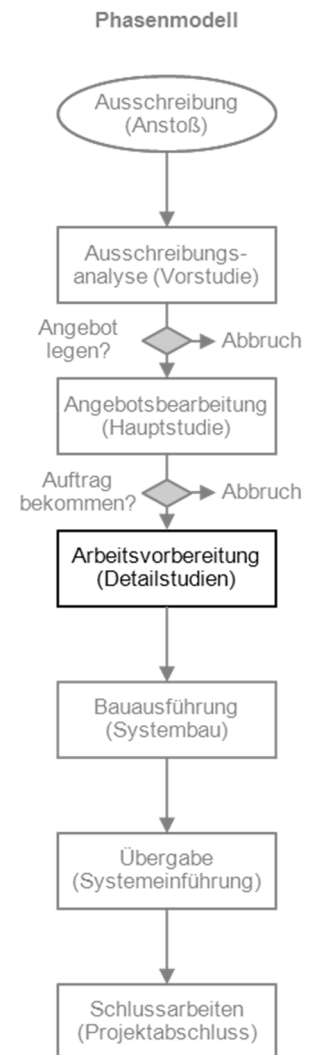 Phasenmodell
Ausschreibung
(Anstoß)
Ausschreibungs-
analyse (Vorstudie)
Angebot
legen?
Abbruch
Angebotsbearbeitung
(Hauptstudie)
Auftrag
bekommen?
Abbruch
Arbeitsvorbereitung
(Detailstudien)
Bauausführung
(Systembau)
Übergabe
(Systemeinführung)
Schlussarbeiten
(Projektabschluss)